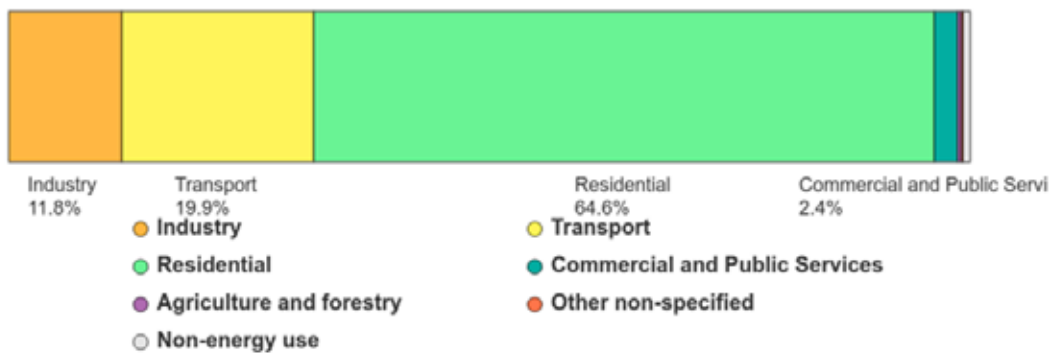 Industry Transport Residential Commercial and Public Servi
11.8% 19.9% 64.6% 2.4%
Industry Transport
Residential Commercial and Public Services
Agriculture and forestry Other non-specified
Non-energy use